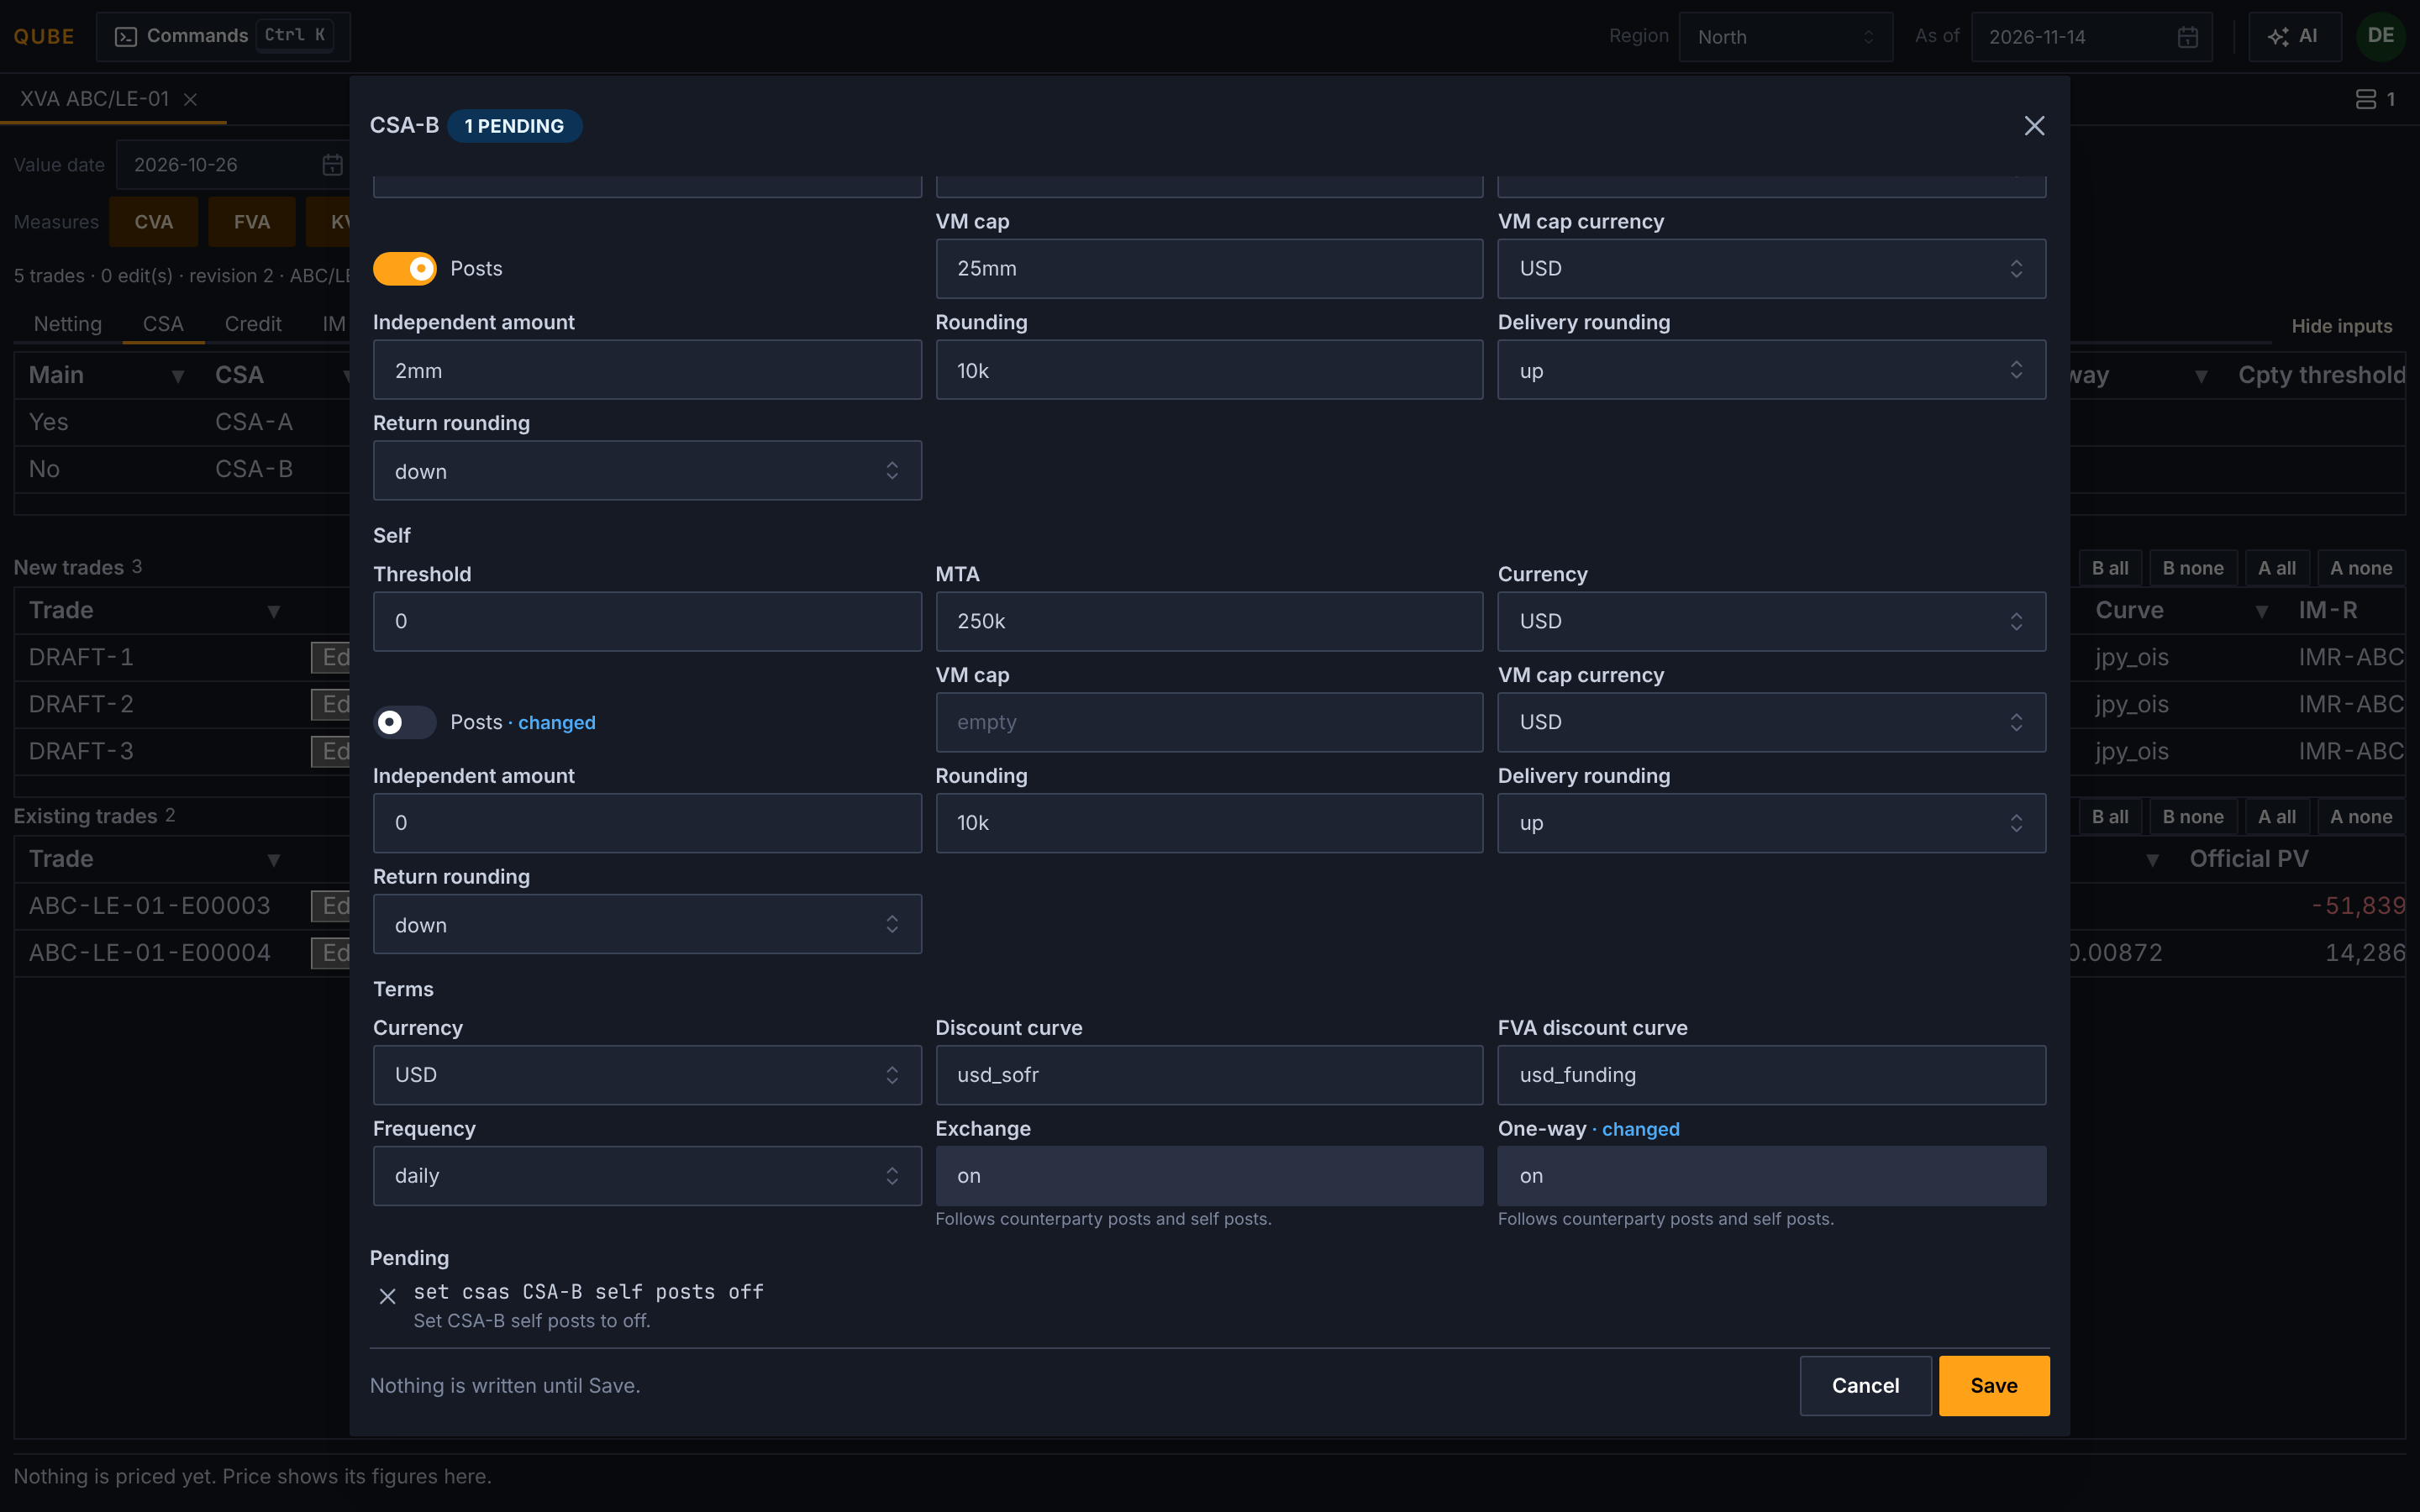 QUBE
Commands Ctrl K
Region North As of 2026-11-14 AI DE
XVA ABC/LE-01 1
Value date 2026-10-26
Measures CVA FVA
5 trades · 0 edit(s) · revision 2 ·
Netting CSA Credit IM Hide inputs
Main CSA Cpty threshold
Yes CSA-A
No CSA-B
New trades 3 B all B none A all A none
Trade Curve IM-R
DRAFT-1 jpy_ois IMR-ABC
DRAFT-2 jpy_ois IMR-ABC
DRAFT-3 jpy_ois IMR-ABC
Existing trades 2 B all B none A all A none
Trade Official PV
ABC-LE-01-E00003 -51,839
ABC-LE-01-E00004 0.00872 14,286
Nothing is priced yet. Price shows its figures here.
CSA-B 1 PENDING
VM cap VM cap currency
Posts 25mm USD
Independent amount Rounding Delivery rounding
2mm 10k up
Return rounding
down
Self
Threshold MTA Currency
0 250k USD
VM cap VM cap currency
Posts · changed empty USD
Independent amount Rounding Delivery rounding
0 10k up
Return rounding
down
Terms
Currency Discount curve FVA discount curve
USD usd_sofr usd_funding
Frequency Exchange One-way · changed
daily on on
Follows counterparty posts and self posts. Follows counterparty posts and self posts.
Pending
set csas CSA-B self posts off
Set CSA-B self posts to off.
Nothing is written until Save. Cancel Save